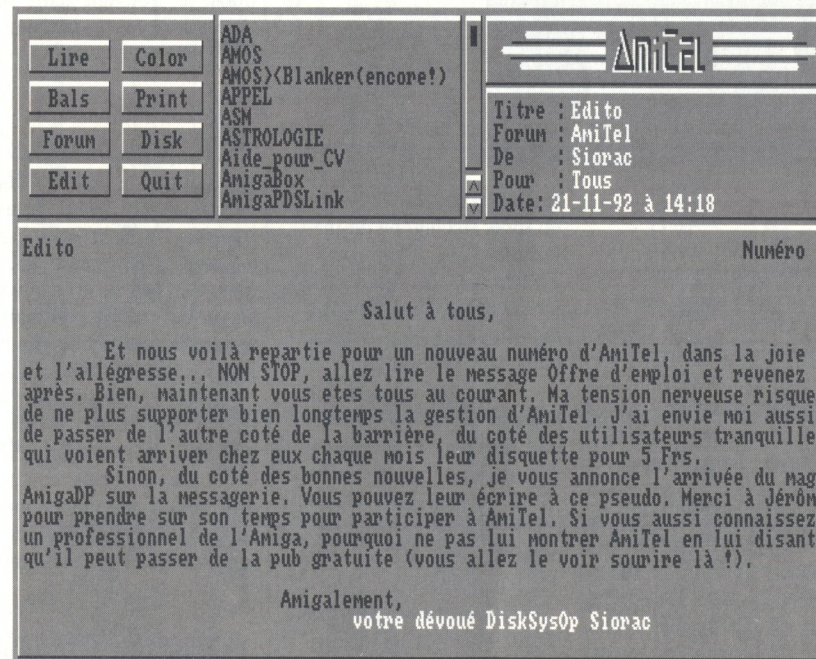 Lire Color
Bals Print
Forum Disk
Edit Quit
ADA
AMOS
AMOS><Blanker(encore!)
APPEL
ASM
ASTROLOGIE
Aide_pour_CV
AmigaBox
AmigaPDSLink
AmiTel
Titre : Edito
Forum : AmiTel
De : Siorac
Pour : Tous
Date: 21-11-92 à 14:18
Edito Numéro
Salut à tous,
Et nous voilà repartie pour un nouveau numéro d'AmiTel, dans la joie
et l'allégresse... NON STOP, allez lire le message Offre d'emploi et revenez
après. Bien, maintenant vous etes tous au courant. Ma tension nerveuse risque
de ne plus supporter bien longtemps la gestion d'AmiTel. J'ai envie moi aussi
de passer de l'autre coté de la barrière, du coté des utilisateurs tranquille
qui voient arriver chez eux chaque mois leur disquette pour 5 Frs.
Sinon, du coté des bonnes nouvelles, je vous annonce l'arrivée du mag
AmigaDP sur la messagerie. Vous pouvez leur écrire à ce pseudo. Merci à Jérôm
pour prendre sur son temps pour participer à AmiTel. Si vous aussi connaissez
un professionnel de l'Amiga, pourquoi ne pas lui montrer AmiTel en lui disant
qu'il peut passer de la pub gratuite (vous allez le voir sourire là !).
Amigalement,
votre dévoué DiskSysOp Siorac